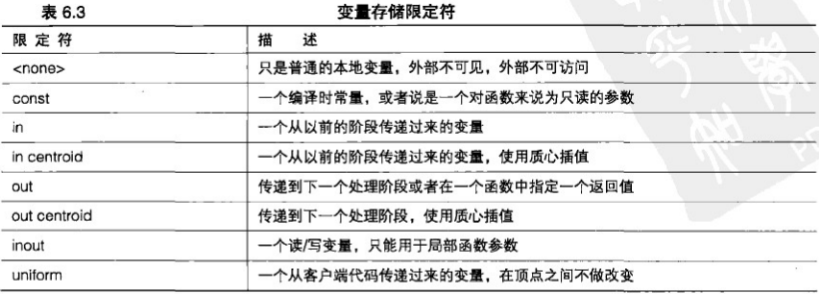 表 6.3 变量存储限定符
限 定 符 描 述
<none> 只是普通的本地变量，外部不可见，外部不可访问
const 一个编译时常量，或者说是一个对函数来说为只读的参数
in 一个从以前的阶段传递过来的变量
in centroid 一个从以前的阶段传递过来的变量，使用质心插值
out 传递到下一个处理阶段或者在一个函数中指定一个返回值
out centroid 传递到下一个处理阶段，使用质心插值
inout 一个读/写变量，只能用于局部函数参数
uniform 一个从客户端代码传递过来的变量，在顶点之间不做改变